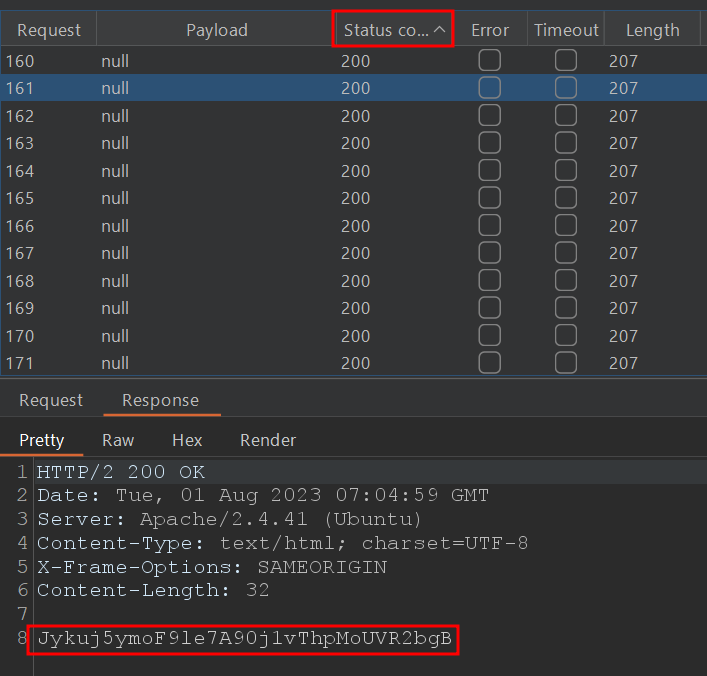 Request Payload Status co... Error Timeout Length
160 null 200 207
161 null 200 207
162 null 200 207
163 null 200 207
164 null 200 207
165 null 200 207
166 null 200 207
167 null 200 207
168 null 200 207
169 null 200 207
170 null 200 207
171 null 200 207
Request Response
Pretty Raw Hex Render
1 HTTP/2 200 OK
2 Date: Tue, 01 Aug 2023 07:04:59 GMT
3 Server: Apache/2.4.41 (Ubuntu)
4 Content-Type: text/html; charset=UTF-8
5 X-Frame-Options: SAMEORIGIN
6 Content-Length: 32
7
8 Jykuj5ymoF9le7A90j1vThpMoUVR2bgB